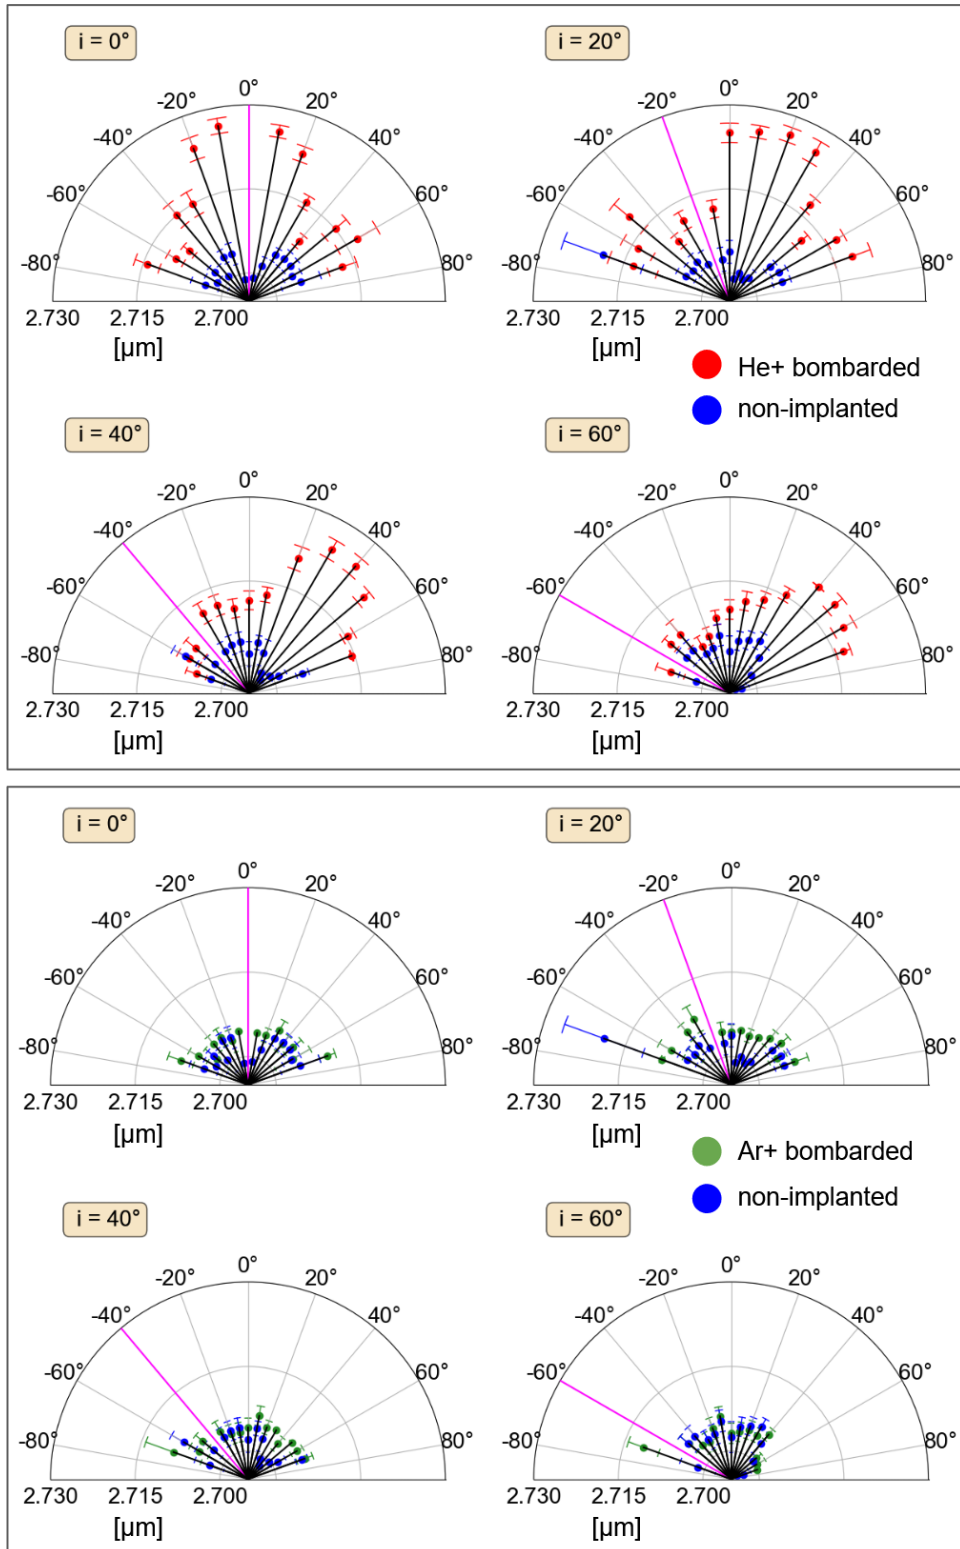 i = 0°
i = 20°
0°
0°
-20°
20°
-20°
20°
-40°
40°
-40°
40°
-60°
60°
-60°
60°
-80°
80°
-80°
80°
2.730 2.715 2.700
2.730 2.715 2.700
[µm]
[µm]
He+ bombarded
non-implanted
i = 40°
i = 60°
0°
0°
-20°
20°
-20°
20°
-40°
40°
-40°
40°
-60°
60°
-60°
60°
-80°
80°
-80°
80°
2.730 2.715 2.700
2.730 2.715 2.700
[µm]
[µm]
i = 0°
i = 20°
0°
0°
-20°
20°
-20°
20°
-40°
40°
-40°
40°
-60°
60°
-60°
60°
-80°
80°
-80°
80°
2.730 2.715 2.700
2.730 2.715 2.700
[µm]
[µm]
Ar+ bombarded
non-implanted
i = 40°
i = 60°
0°
0°
-20°
20°
-20°
20°
-40°
40°
-40°
40°
-60°
60°
-60°
60°
-80°
80°
-80°
80°
2.730 2.715 2.700
2.730 2.715 2.700
[µm]
[µm]